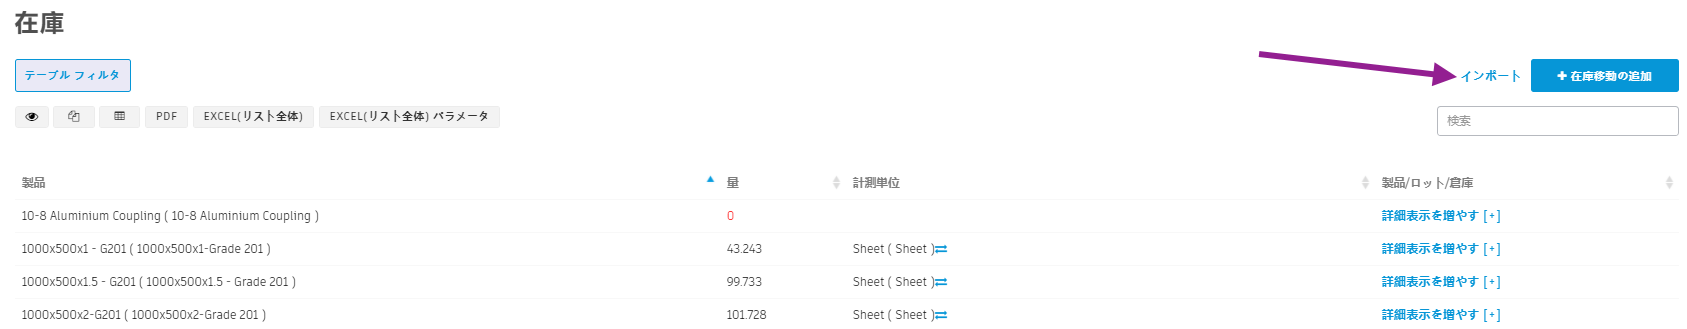 在庫
テーブル フィルタ
インポート
+ 在庫移動の追加
PDF EXCEL(リスト全体) EXCEL(リスト全体) パラメータ
検索
製品 量 計測単位 製品/ロット/倉庫
10-8 Aluminium Coupling ( 10-8 Aluminium Coupling ) 0 詳細表示を増やす [+]
1000x500x1 - G201 ( 1000x500x1-Grade 201 ) 43.243 Sheet ( Sheet ) 詳細表示を増やす [+]
1000x500x1.5 - G201 ( 1000x500x1.5 - Grade 201 ) 99.733 Sheet ( Sheet ) 詳細表示を増やす [+]
1000x500x2-G201 ( 1000x500x2-Grade 201 ) 101.728 Sheet ( Sheet ) 詳細表示を増やす [+]